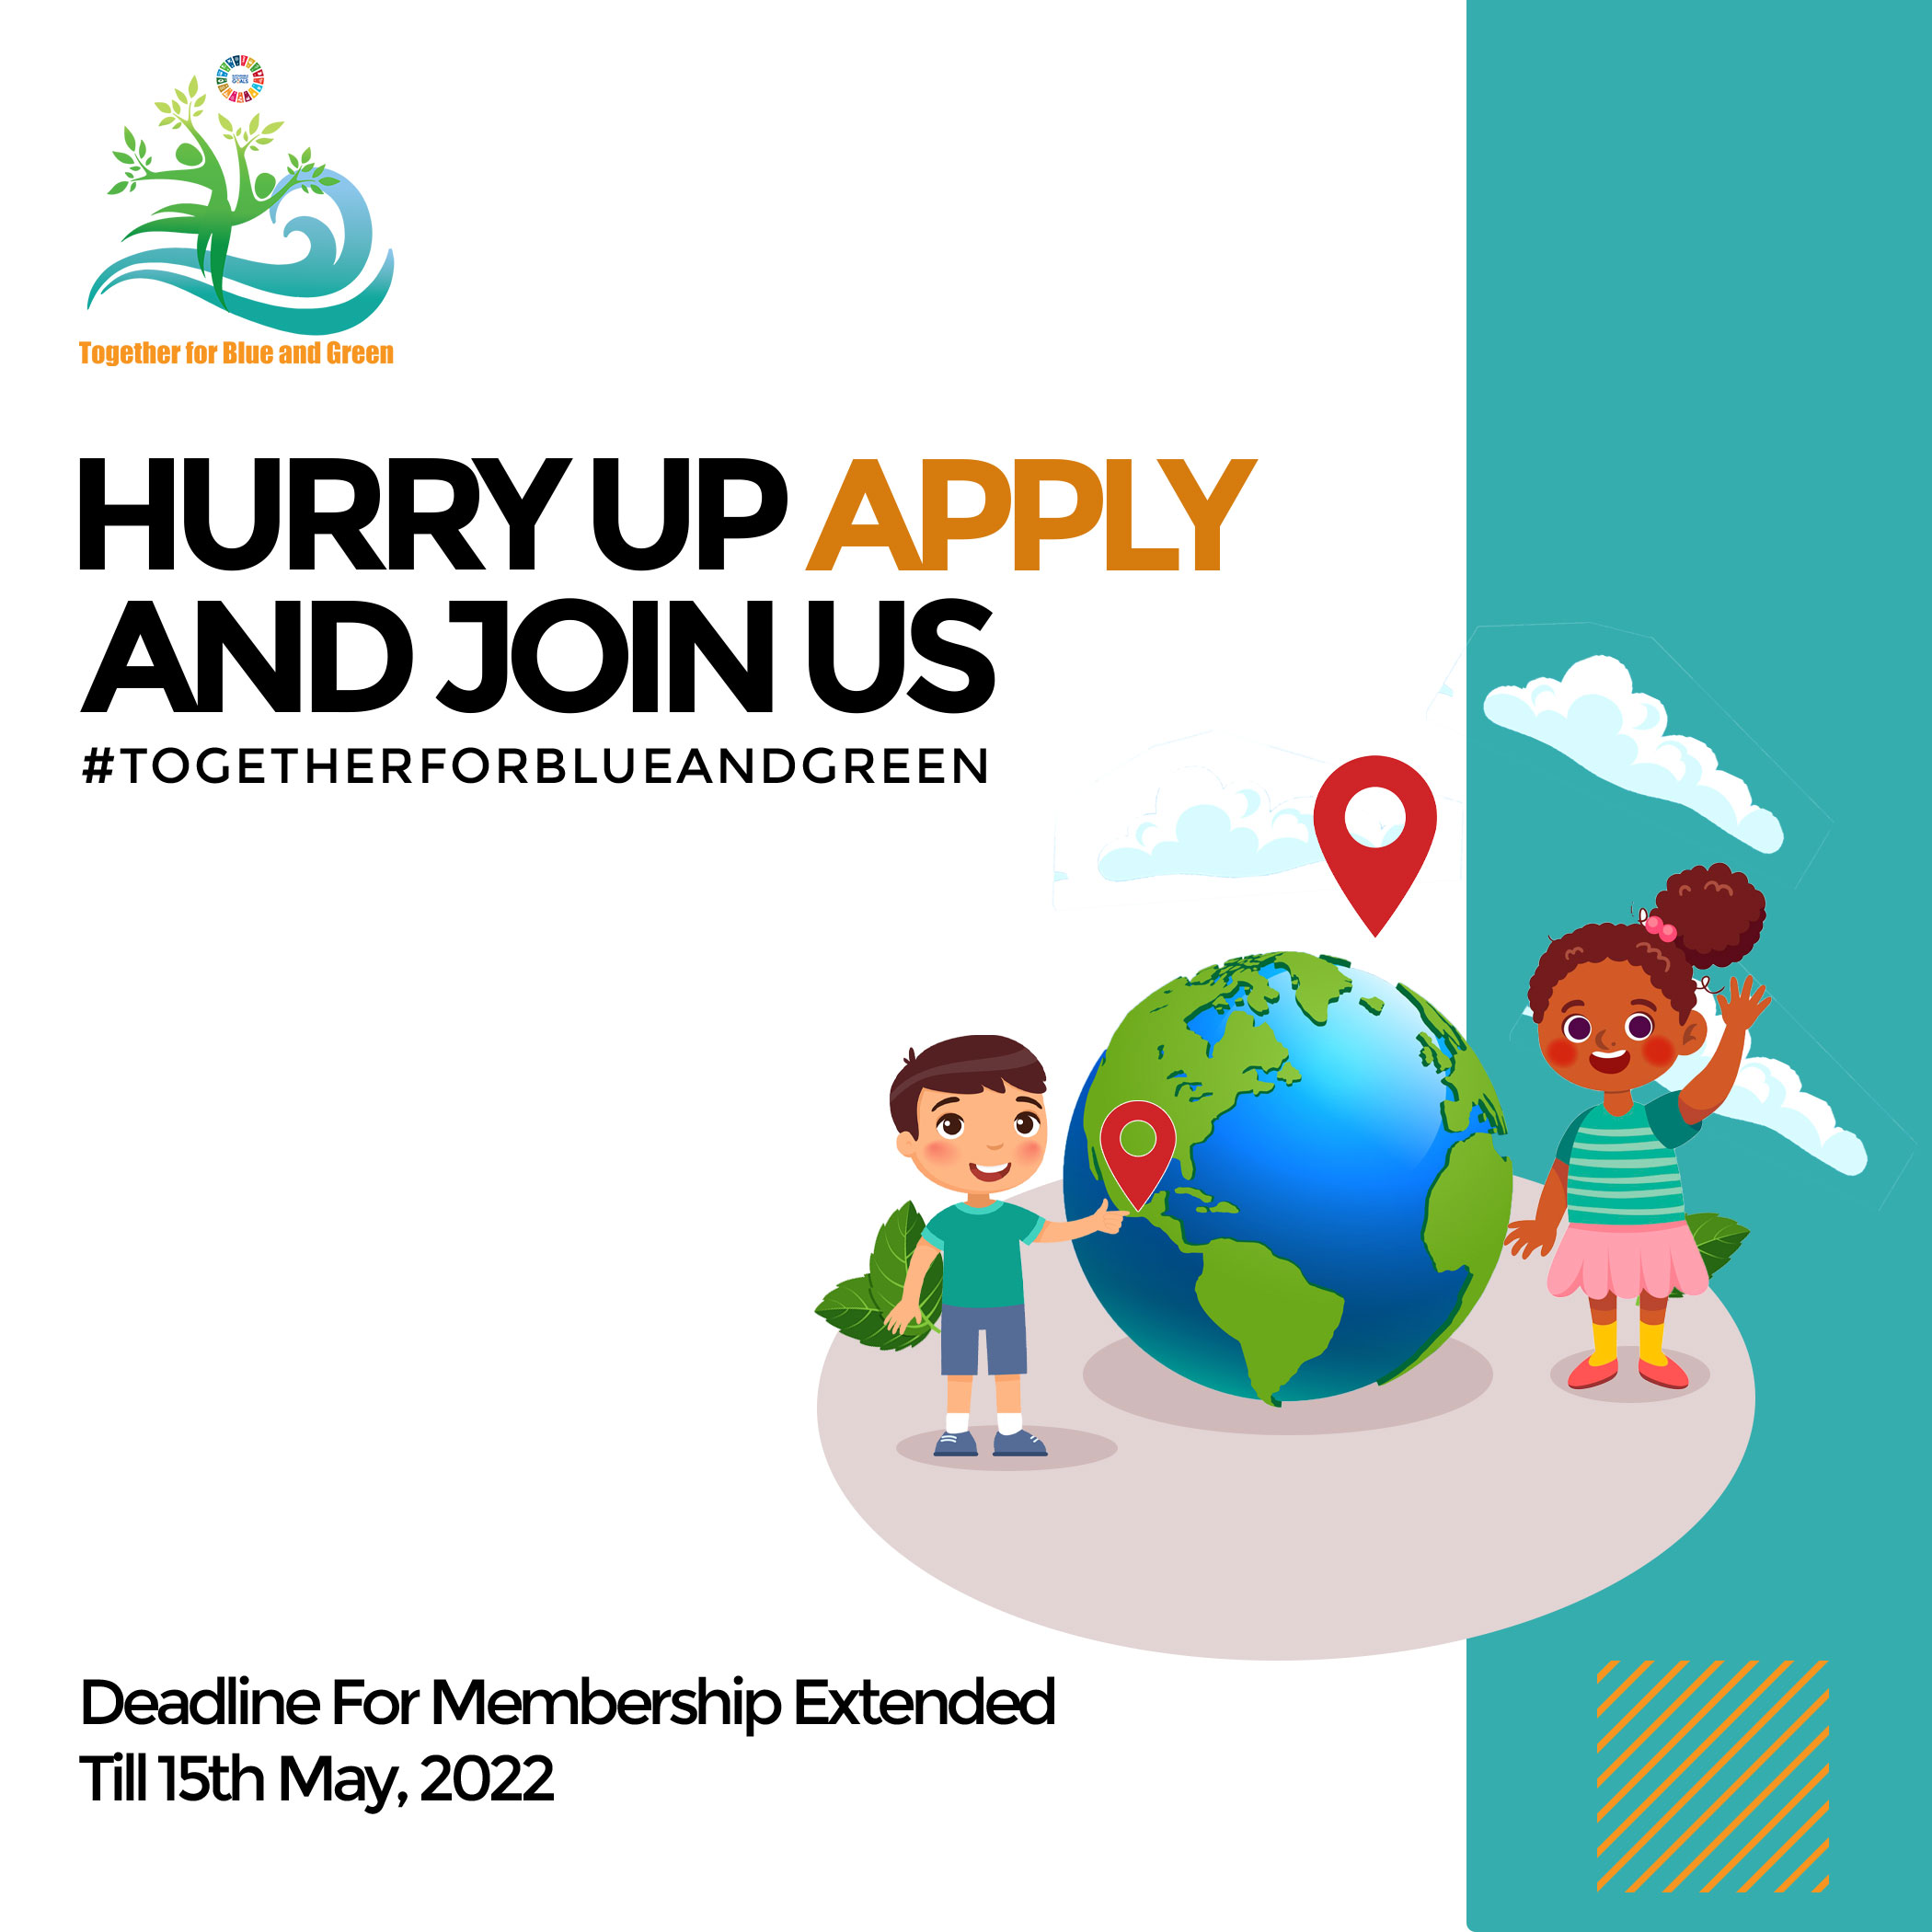 Together for Blue and Green
HURRY UP APPLY
AND JOIN US
#TOGETHERFORBLUEANDGREEN
Deadline For Membership Extended
Till 15th May, 2022